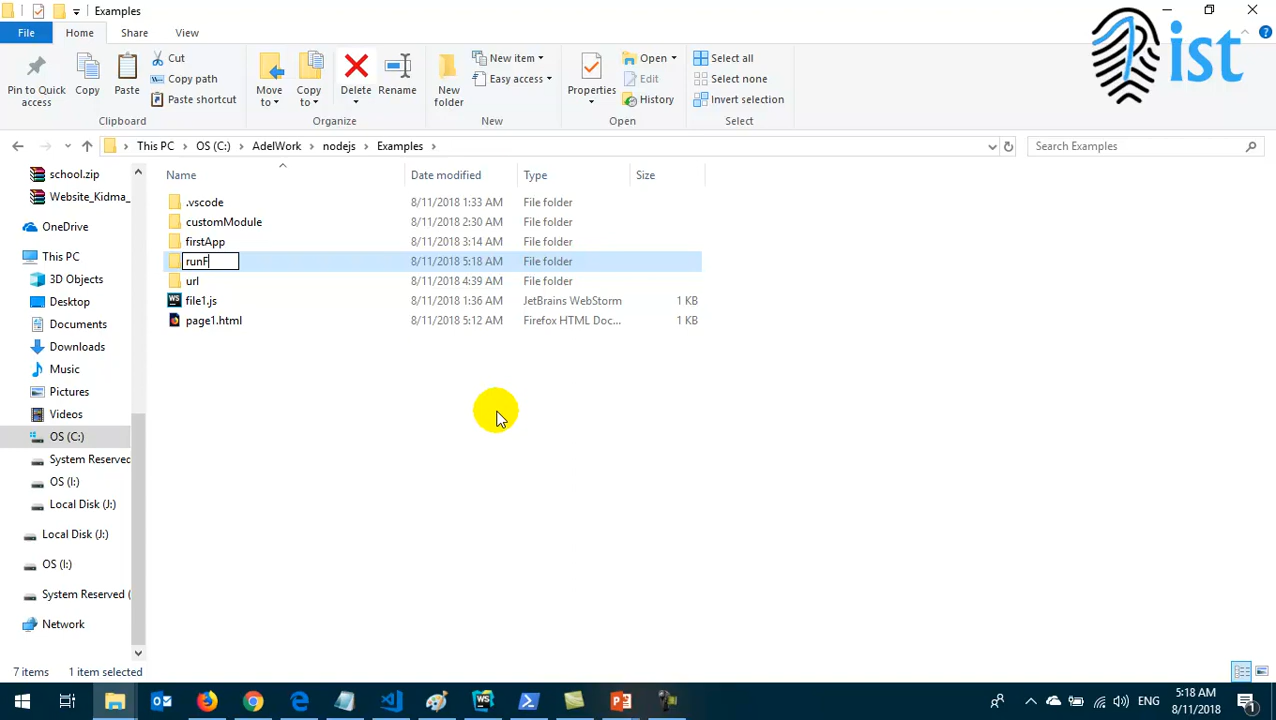 Examples
File Home Share View
ist
Pin to Quick access
Copy
Paste
Cut
Copy path
Paste shortcut
Clipboard
Move to
Copy to
Delete
Rename
Organize
New folder
New item
Easy access
New
Properties
Open
Edit
History
Open
Select all
Select none
Invert selection
Select
This PC > OS (C:) > AdelWork > nodejs > Examples >
Search Examples
Name Date modified Type Size
.vscode 8/11/2018 1:33 AM File folder
customModule 8/11/2018 2:30 AM File folder
firstApp 8/11/2018 3:14 AM File folder
runF 8/11/2018 5:18 AM File folder
url 8/11/2018 4:39 AM File folder
file1.js 8/11/2018 1:36 AM JetBrains WebStorm 1 KB
page1.html 8/11/2018 5:12 AM Firefox HTML Doc... 1 KB
school.zip
Website_Kidma_
OneDrive
This PC
3D Objects
Desktop
Documents
Downloads
Music
Pictures
Videos
OS (C:)
System Reserved
OS (I:)
Local Disk (J:)
Local Disk (J:)
OS (I:)
System Reserved (
Network
7 items 1 item selected
ENG
5:18 AM
8/11/2018
1